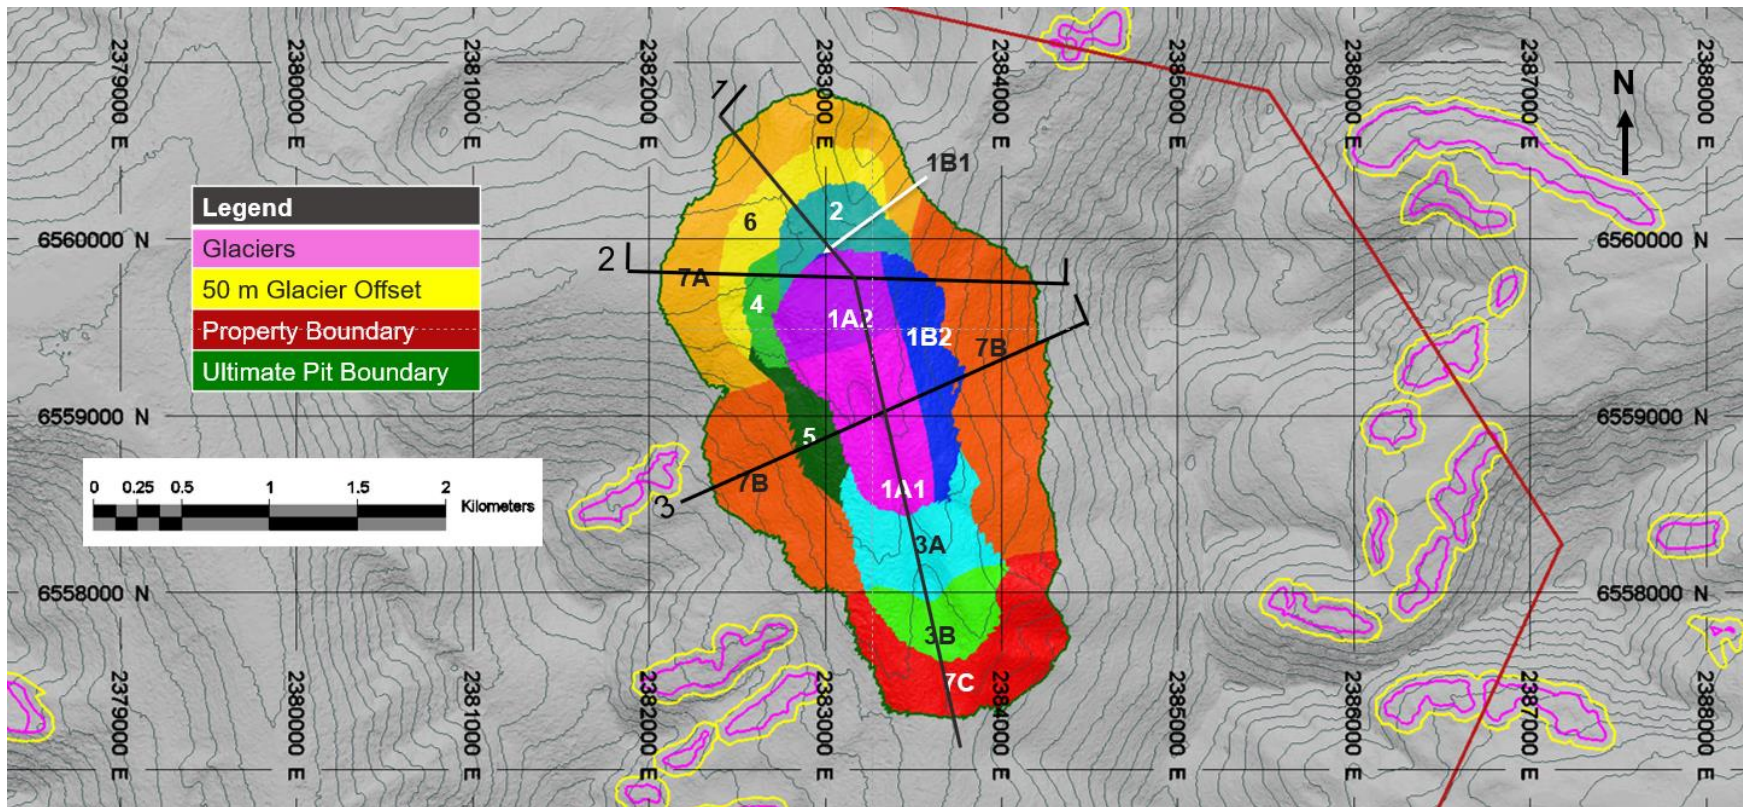 2379000 E
2380000 E
2381000 E
2382000 E
2383000 E
2384000 E
2385000 E
2386000 E
2387000 E
2388000 E
N
1
1B1
Legend
Glaciers
50 m Glacier Offset
Property Boundary
Ultimate Pit Boundary
2
6
6560000 N
6560000 N
2
7A
4
1A2
1B2
7B
6559000 N
6559000 N
5
7B
1A1
3
0 0.25 0.5 1 1.5 2
Kilometers
3A
6558000 N
6558000 N
3B
7C
2379000 E
2380000 E
2381000 E
2382000 E
2383000 E
2384000 E
2385000 E
2386000 E
2387000 E
2388000 E